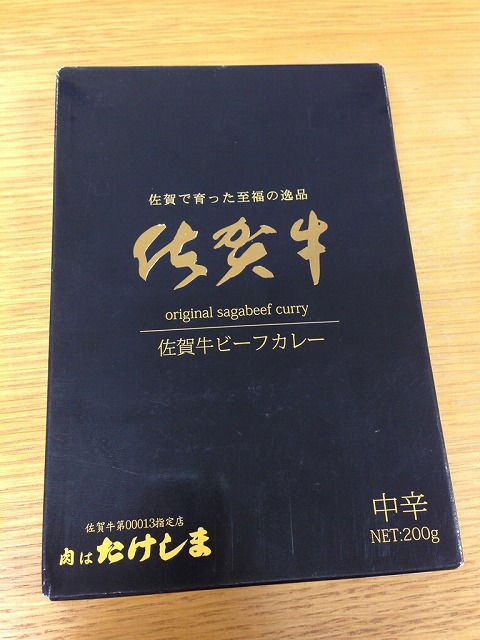 佐賀で育った至福の逸品
佐賀牛
original sagabeef curry
佐賀牛ビーフカレー
佐賀牛第00013指定店
肉はたけしま
中辛
NET:200g